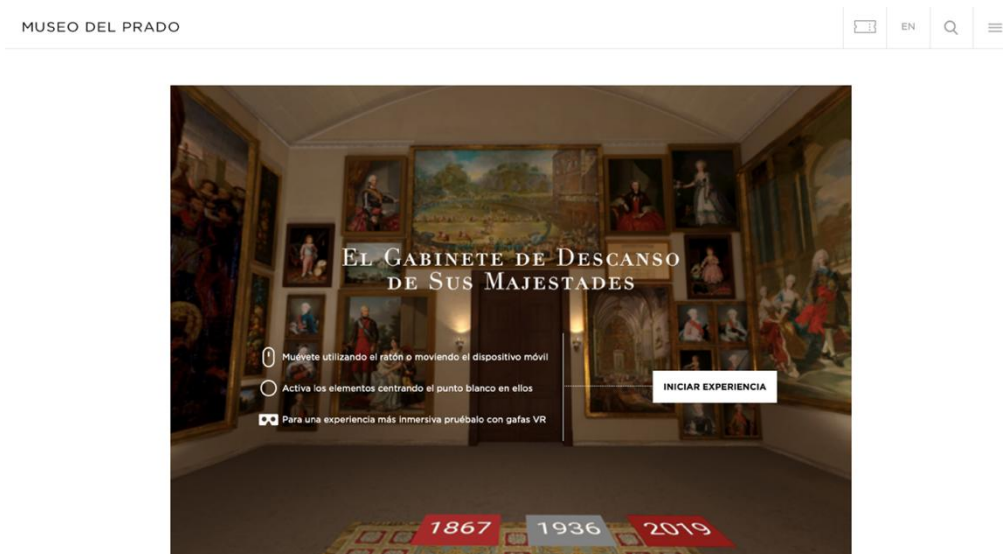 MUSEO DEL PRADO
EN
EL GABINETE DE DESCANSO
DE SUS MAJESTADES
Muévete utilizando el ratón o moviendo el dispositivo móvil
Activa los elementos centrando el punto blanco en ellos
Para una experiencia más inmersiva pruébalo con gafas VR
INICIAR EXPERIENCIA
1867 1936 2019